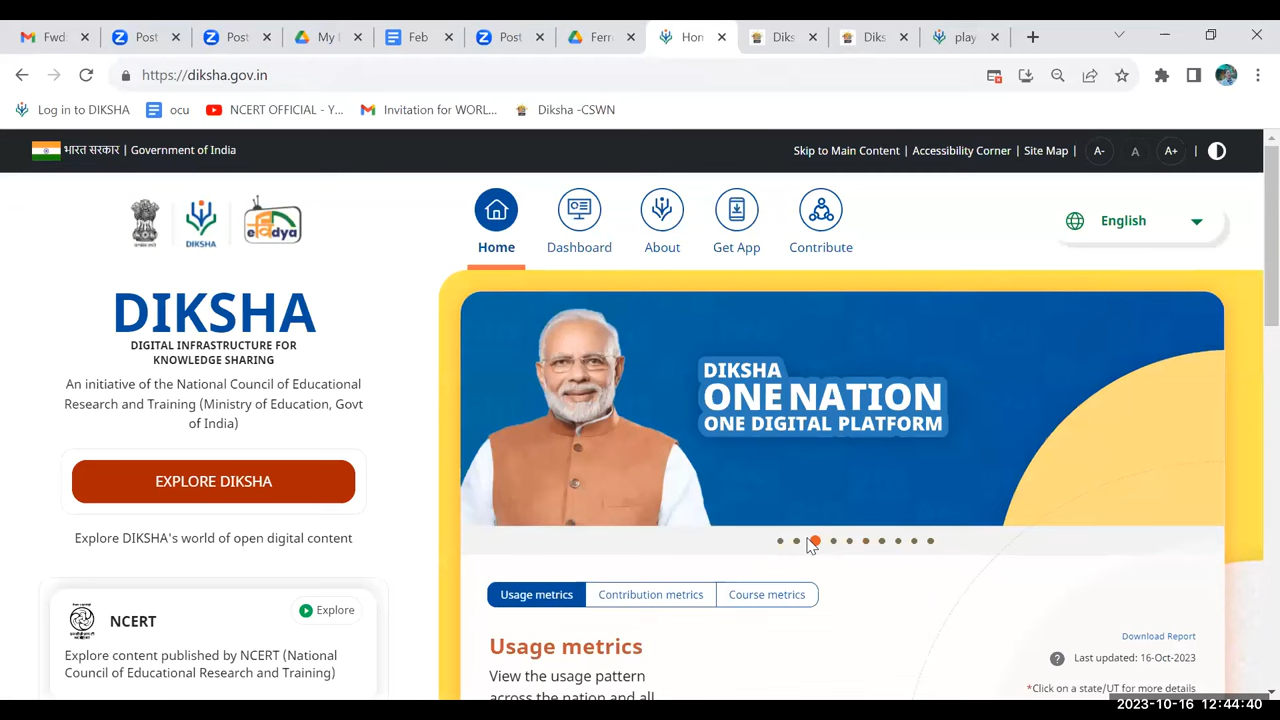 Fwd:
Post
Post
My I
Feb
Post
Ferr
Hon
Diks
Diks
play
https://diksha.gov.in
Log in to DIKSHA
ocu
NCERT OFFICIAL - Y...
Invitation for WORL...
Diksha -CSWN
भारत सरकार | Government of India
Skip to Main Content | Accessibility Corner | Site Map | A- A A+ |
DIKSHA
Home
Dashboard
About
Get App
Contribute
English
DIKSHA
DIGITAL INFRASTRUCTURE FOR
KNOWLEDGE SHARING
An initiative of the National Council of Educational
Research and Training (Ministry of Education, Govt
of India)
EXPLORE DIKSHA
Explore DIKSHA's world of open digital content
NCERT
Explore
Explore content published by NCERT (National
Council of Educational Research and Training)
DIKSHA
ONE NATION
ONE DIGITAL PLATFORM
Usage metrics
Contribution metrics
Course metrics
Usage metrics
View the usage pattern
across the nation and all
Download Report
? Last updated: 16-Oct-2023
*Click on a state/UT for more details
2023-10-16 12:44:40